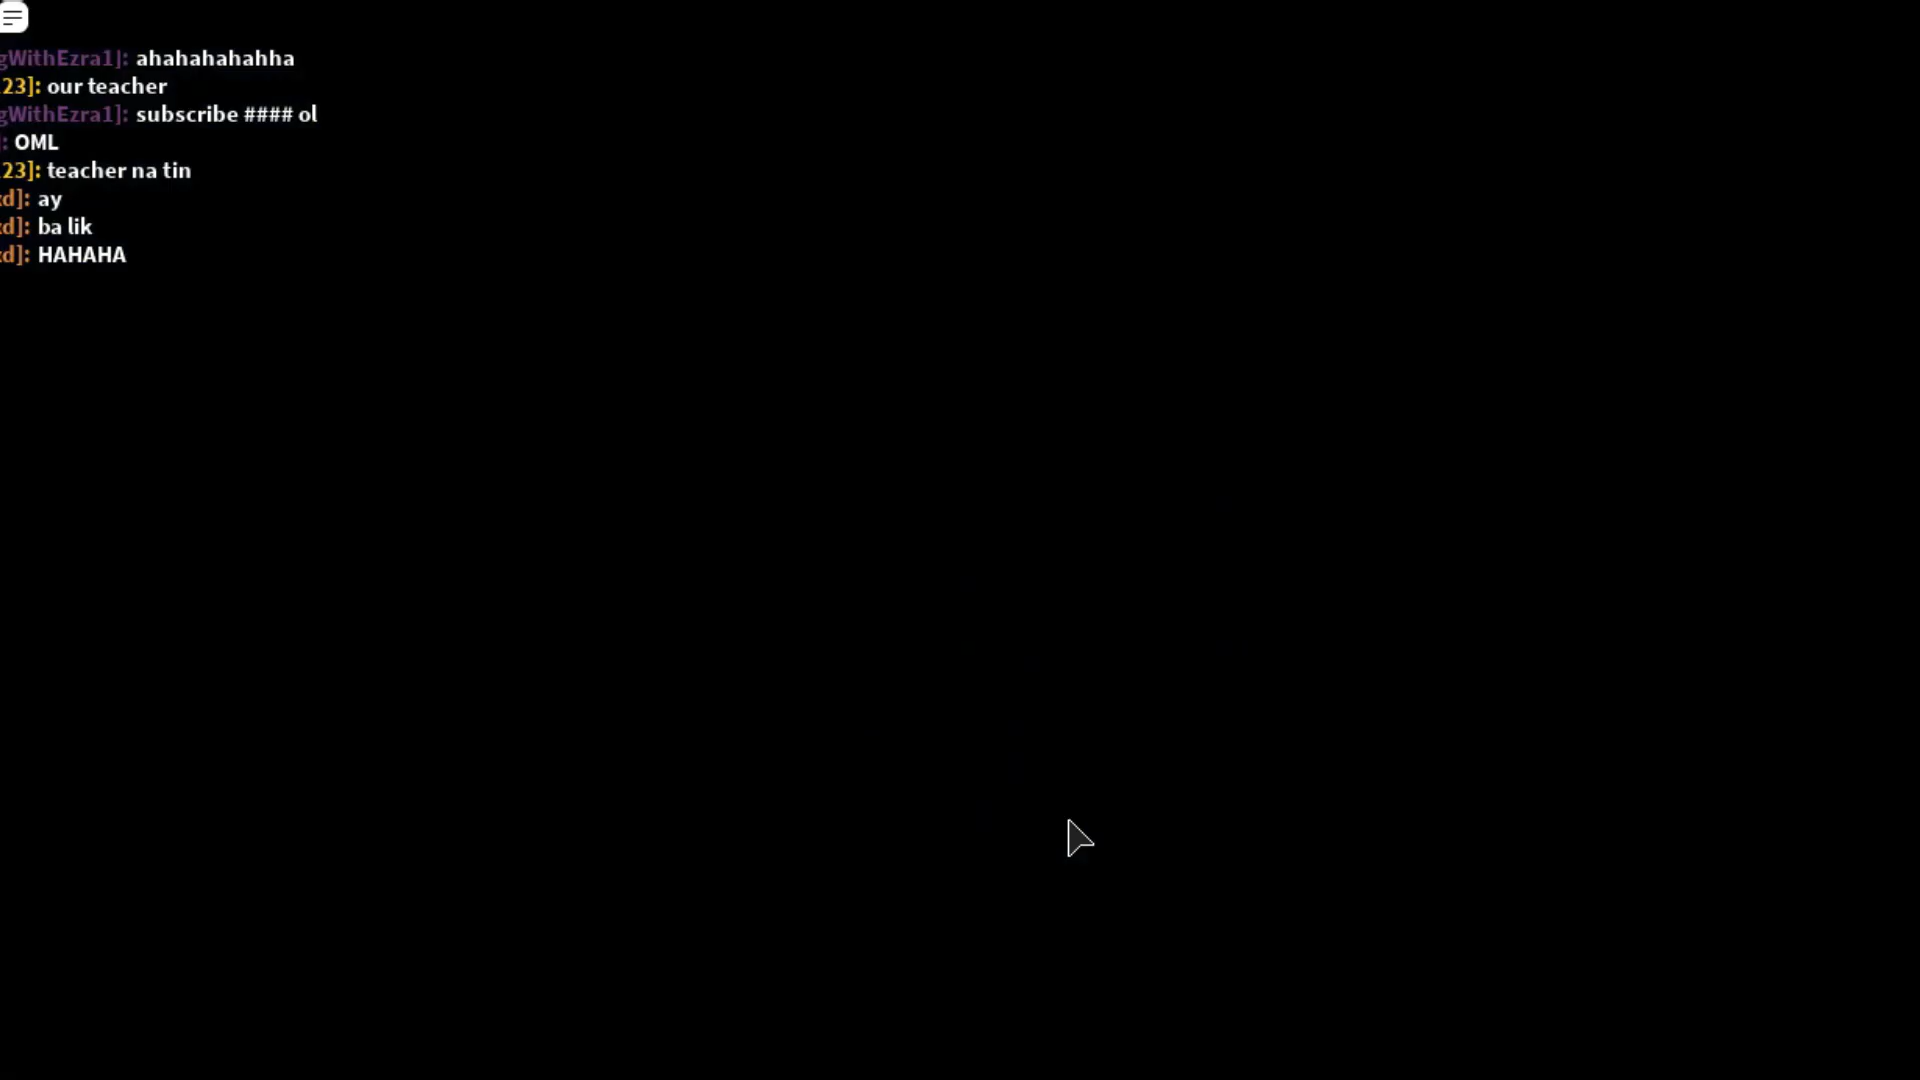 gWithEzra1]: ahahahahahha
23]: our teacher
gWithEzra1]: subscribe #### ol
: OML
23]: teacher na tin
d]: ay
d]: ba lik
d]: HAHAHA